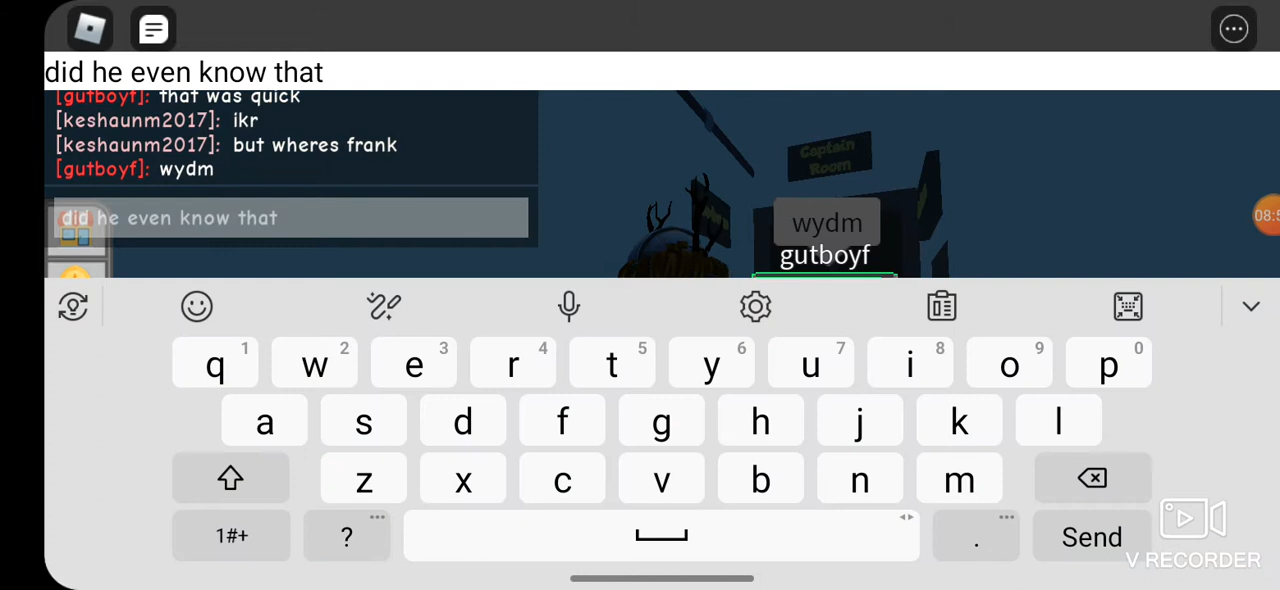 did he even know that
[gutboyf]: that was quick
[keshaunm2017]: ikr
[keshaunm2017]: but wheres frank
[gutboyf]: wydm
did he even know that
Captain
Room
wydm
gutboyf
08:5
q 1 w 2 e 3 r 4 t 5 y 6 u 7 i 8 o 9 p 0
a s d f g h j k l
z x c v b n m
1#+ ? . Send
V RECORDER